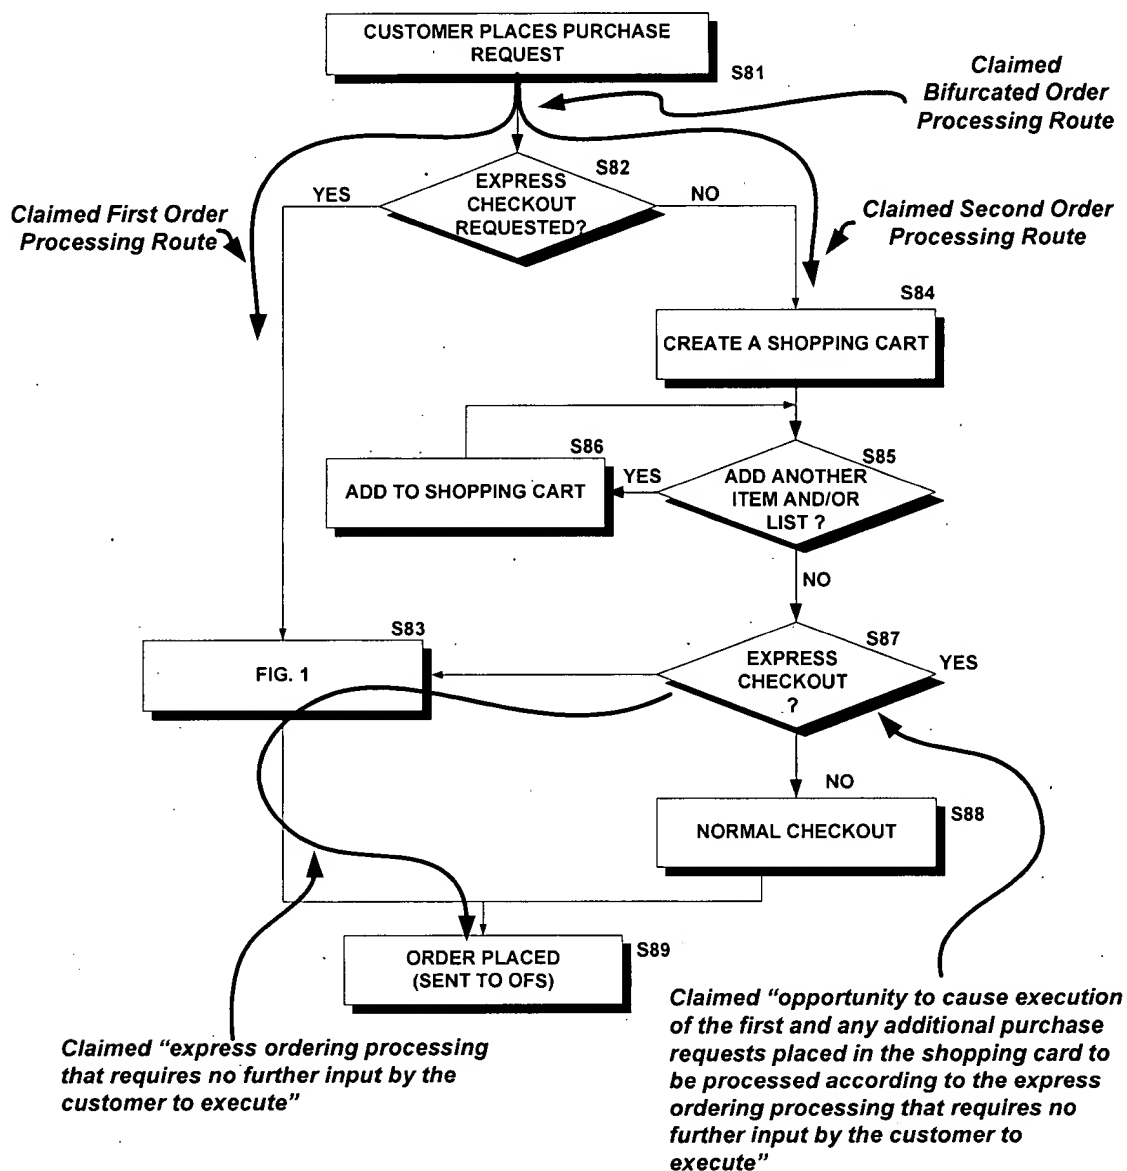 CUSTOMER PLACES PURCHASE
REQUEST
S81
Claimed
Bifurcated Order
Processing Route
S82
EXPRESS
CHECKOUT
REQUESTED?
YES
NO
Claimed First Order
Processing Route
Claimed Second Order
Processing Route
S84
CREATE A SHOPPING CART
S86
ADD TO SHOPPING CART
YES
S85
ADD ANOTHER
ITEM AND/OR
LIST ?
NO
S83
FIG. 1
S87
EXPRESS
CHECKOUT
?
YES
NO
S88
NORMAL CHECKOUT
S89
ORDER PLACED
(SENT TO OFS)
Claimed “express ordering processing
that requires no further input by the
customer to execute”
Claimed “opportunity to cause execution
of the first and any additional purchase
requests placed in the shopping card to
be processed according to the express
ordering processing that requires no
further input by the customer to
execute”